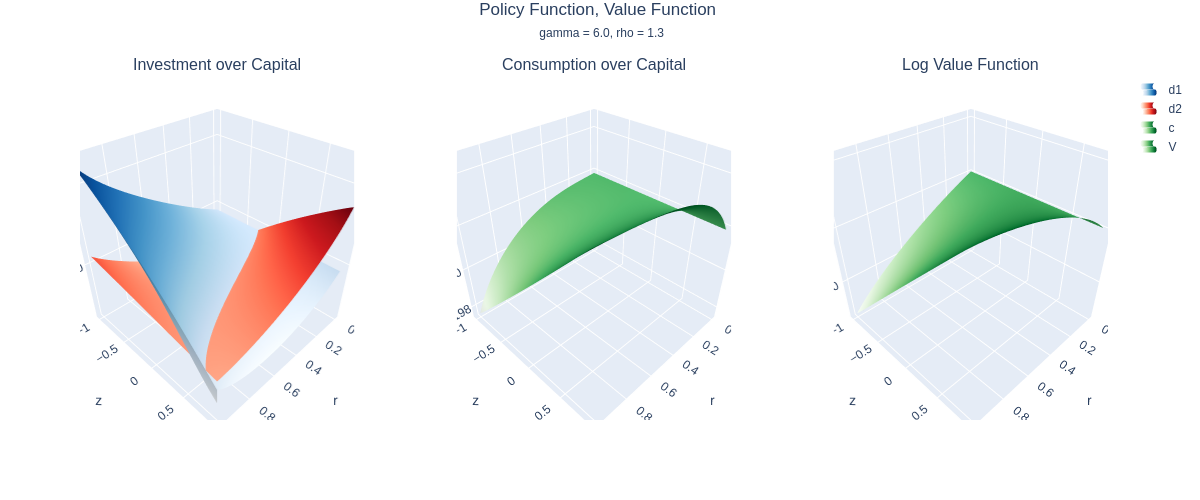 Policy Function, Value Function
gamma = 6.0, rho = 1.3
Investment over Capital
Consumption over Capital
Log Value Function
d1
d2
c
V
0
-1
−0.5
0
0.5
z
0
0.2
0.4
0.6
0.8
r
0
.98
-1
−0.5
0
0.5
z
0
0.2
0.4
0.6
0.8
r
0
-1
−0.5
0
0.5
z
0
0.2
0.4
0.6
0.8
r